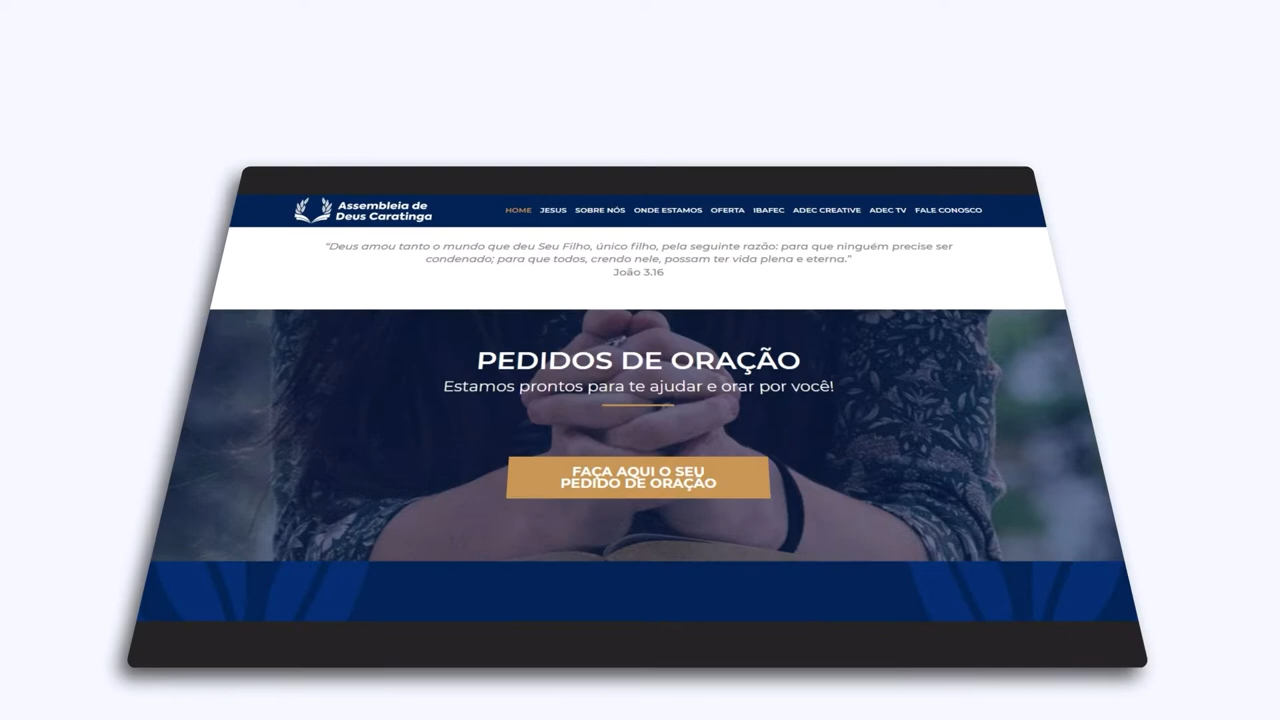 Assembleia de
Deus Caratinga
HOME JESUS SOBRE NÓS ONDE ESTAMOS OFERTA IBAFEC ADEC CREATIVE ADEC TV FALE CONOSCO
“Deus amou tanto o mundo que deu Seu Filho, único filho, pela seguinte razão: para que ninguém precise ser
condenado; para que todos, crendo nele, possam ter vida plena e eterna.”
João 3.16
PEDIDOS DE ORAÇÃO
Estamos prontos para te ajudar e orar por você!
FAÇA AQUI O SEU
PEDIDO DE ORAÇÃO